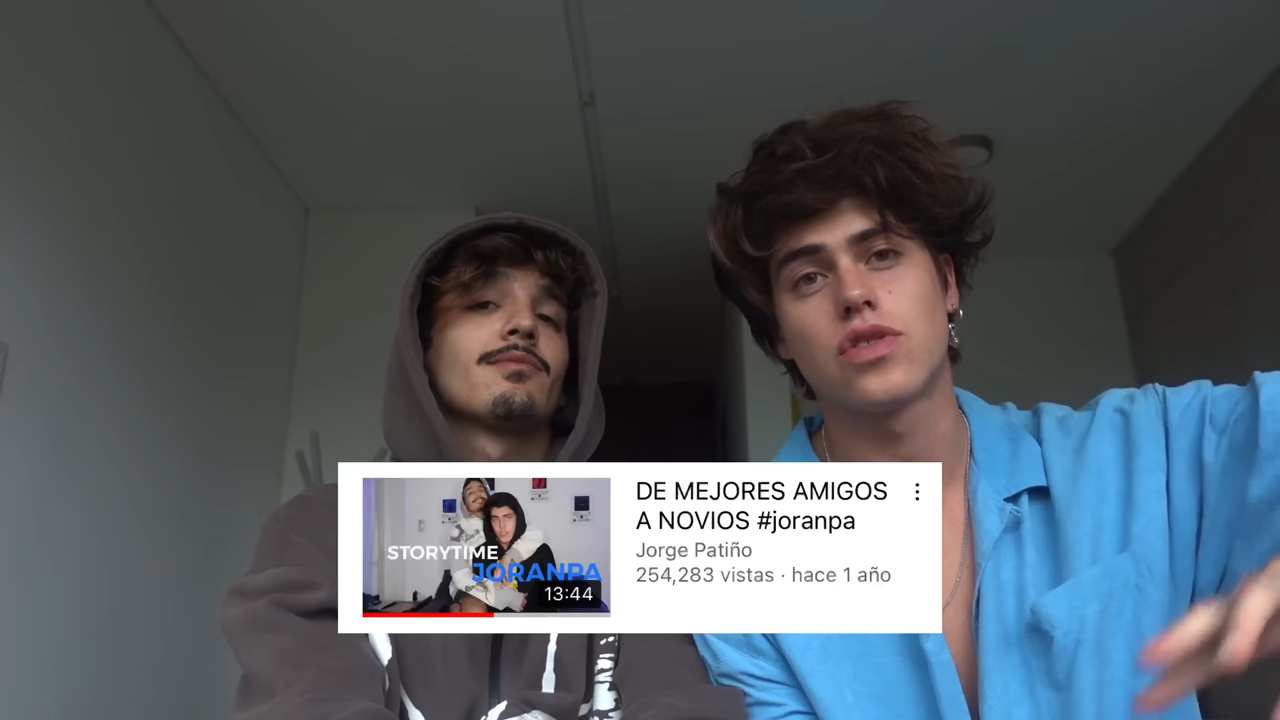 STORYTIME
JORANPA
13:44
DE MEJORES AMIGOS
A NOVIOS #joranpa
Jorge Patiño
254,283 vistas · hace 1 año